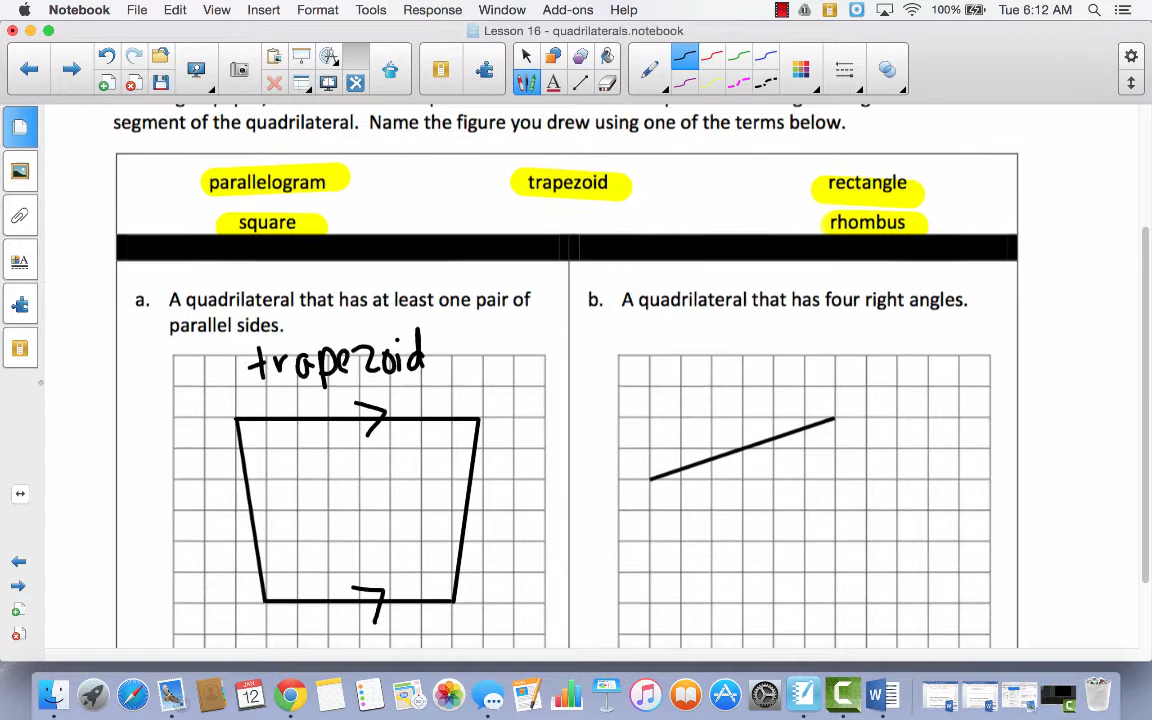 Notebook File Edit View Insert Format Tools Response Window Add-ons Help 100% Tue 6:12 AM
Lesson 16 - quadrilaterals.notebook
segment of the quadrilateral. Name the figure you drew using one of the terms below.
parallelogram trapezoid rectangle
square rhombus
a. A quadrilateral that has at least one pair of
parallel sides.
b. A quadrilateral that has four right angles.
trapezoid
JAN
12